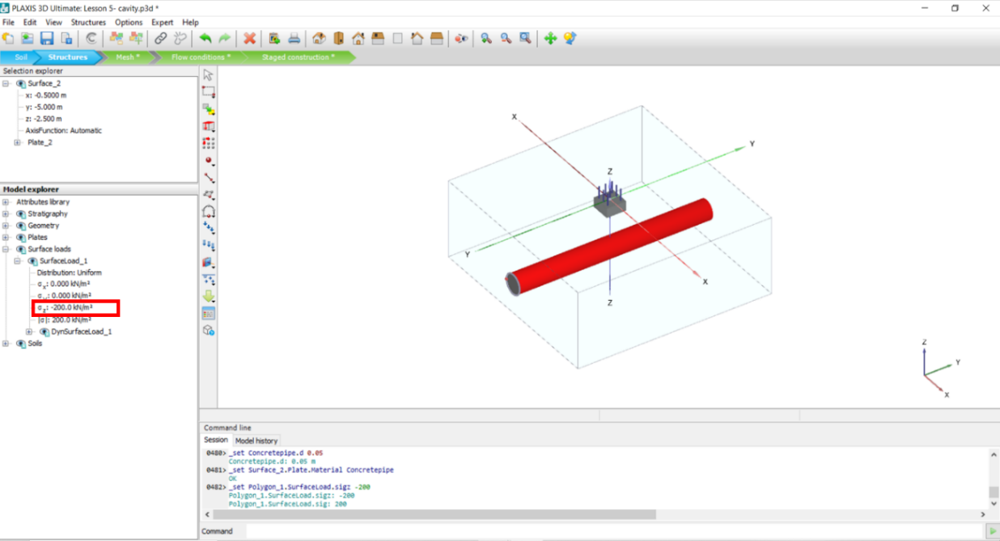 PLAXIS 3D Ultimate: Lesson 5- cavity.p3d *
File Edit View Structures Options Expert Help
Soil Structures Mesh * Flow conditions * Staged construction *
Selection explorer
Surface_2
x: -0.5000 m
y: -5.000 m
z: -2.500 m
AxisFunction: Automatic
Plate_2
Model explorer
Attributes library
Stratigraphy
Geometry
Plates
Surface loads
SurfaceLoad_1
Distribution: Uniform
σx: 0.000 kN/m²
σy: 0.000 kN/m²
σz: -200.0 kN/m²
|σ|: 200.0 kN/m²
DynSurfaceLoad_1
Soils
X
Y
Z
Y
X
Z
Z
Y
X
Command line
Session Model history
0480> _set Concretepipe.d 0.05
Concretepipe.d: 0.05 m
0481> _set Surface_2.Plate.Material Concretepipe
OK
0482> _set Polygon_1.SurfaceLoad.sigz -200
Polygon_1.SurfaceLoad.sigz: -200
Polygon_1.SurfaceLoad.sig: 200
Command